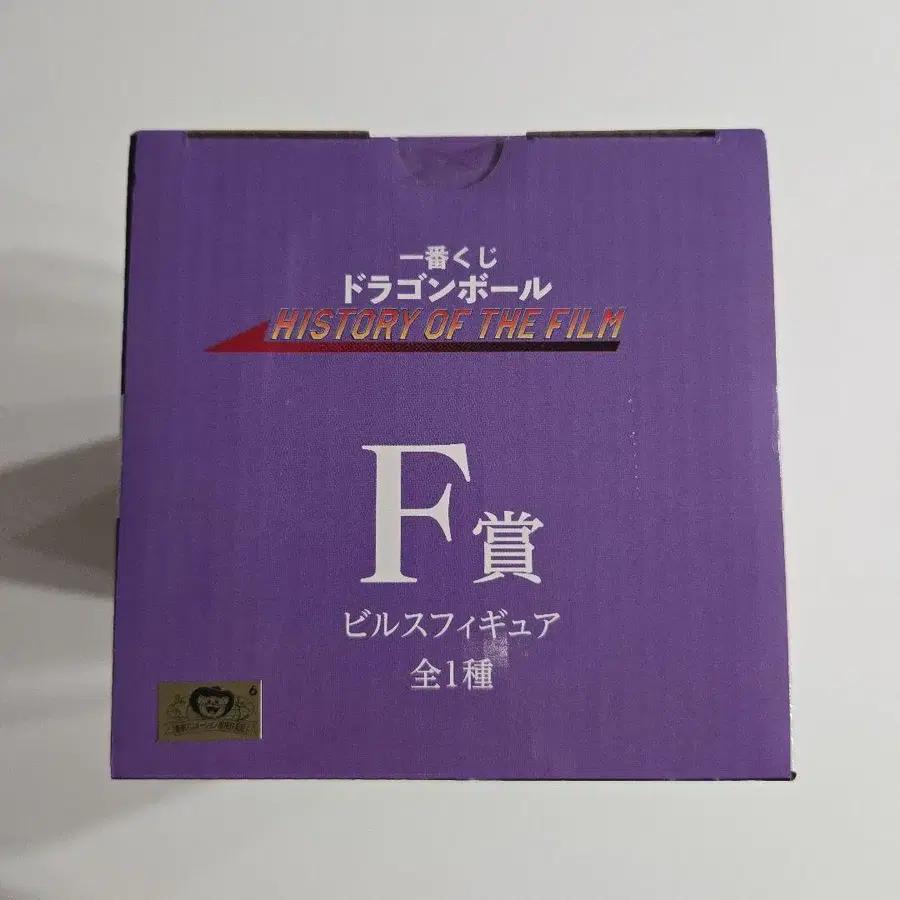 一番くじ
ドラゴンボール
HISTORY OF THE FILM
F賞
ビルスフィギュア
全1種
6